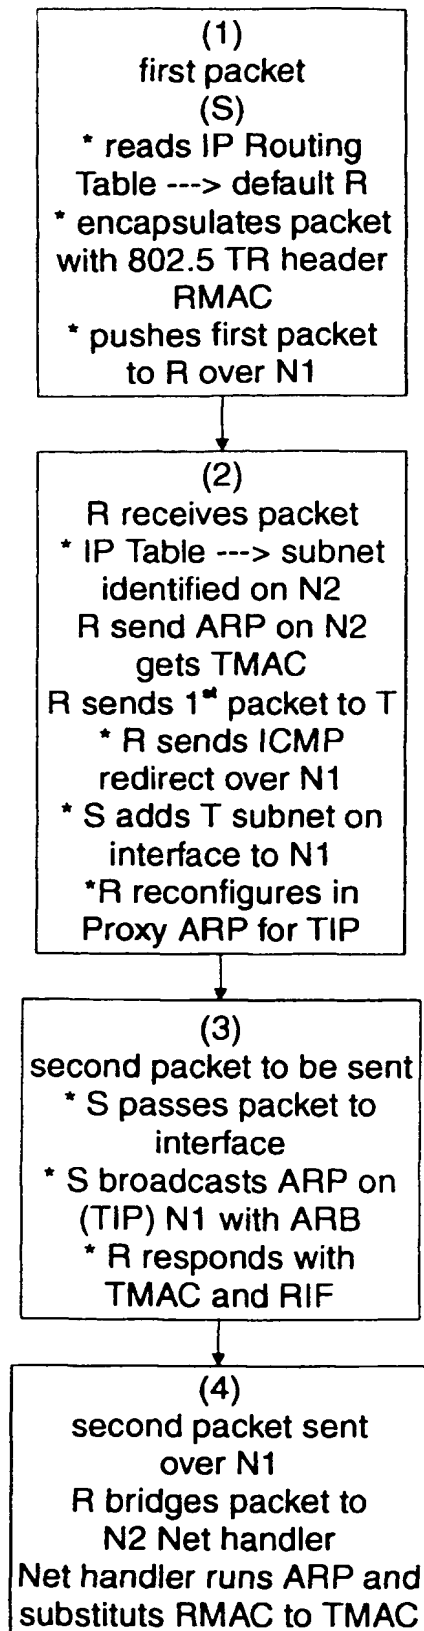 (1)
first packet
(S)
* reads IP Routing
Table ---> default R
* encapsulates packet
with 802.5 TR header
RMAC
* pushes first packet
to R over N1
(2)
R receives packet
* IP Table ---> subnet
identified on N2
R send ARP on N2
gets TMAC
R sends 1st packet to T
* R sends ICMP
redirect over N1
* S adds T subnet on
interface to N1
*R reconfigures in
Proxy ARP for TIP
(3)
second packet to be sent
* S passes packet to
interface
* S broadcasts ARP on
(TIP) N1 with ARB
* R responds with
TMAC and RIF
(4)
second packet sent
over N1
R bridges packet to
N2 Net handler
Net handler runs ARP and
substituts RMAC to TMAC